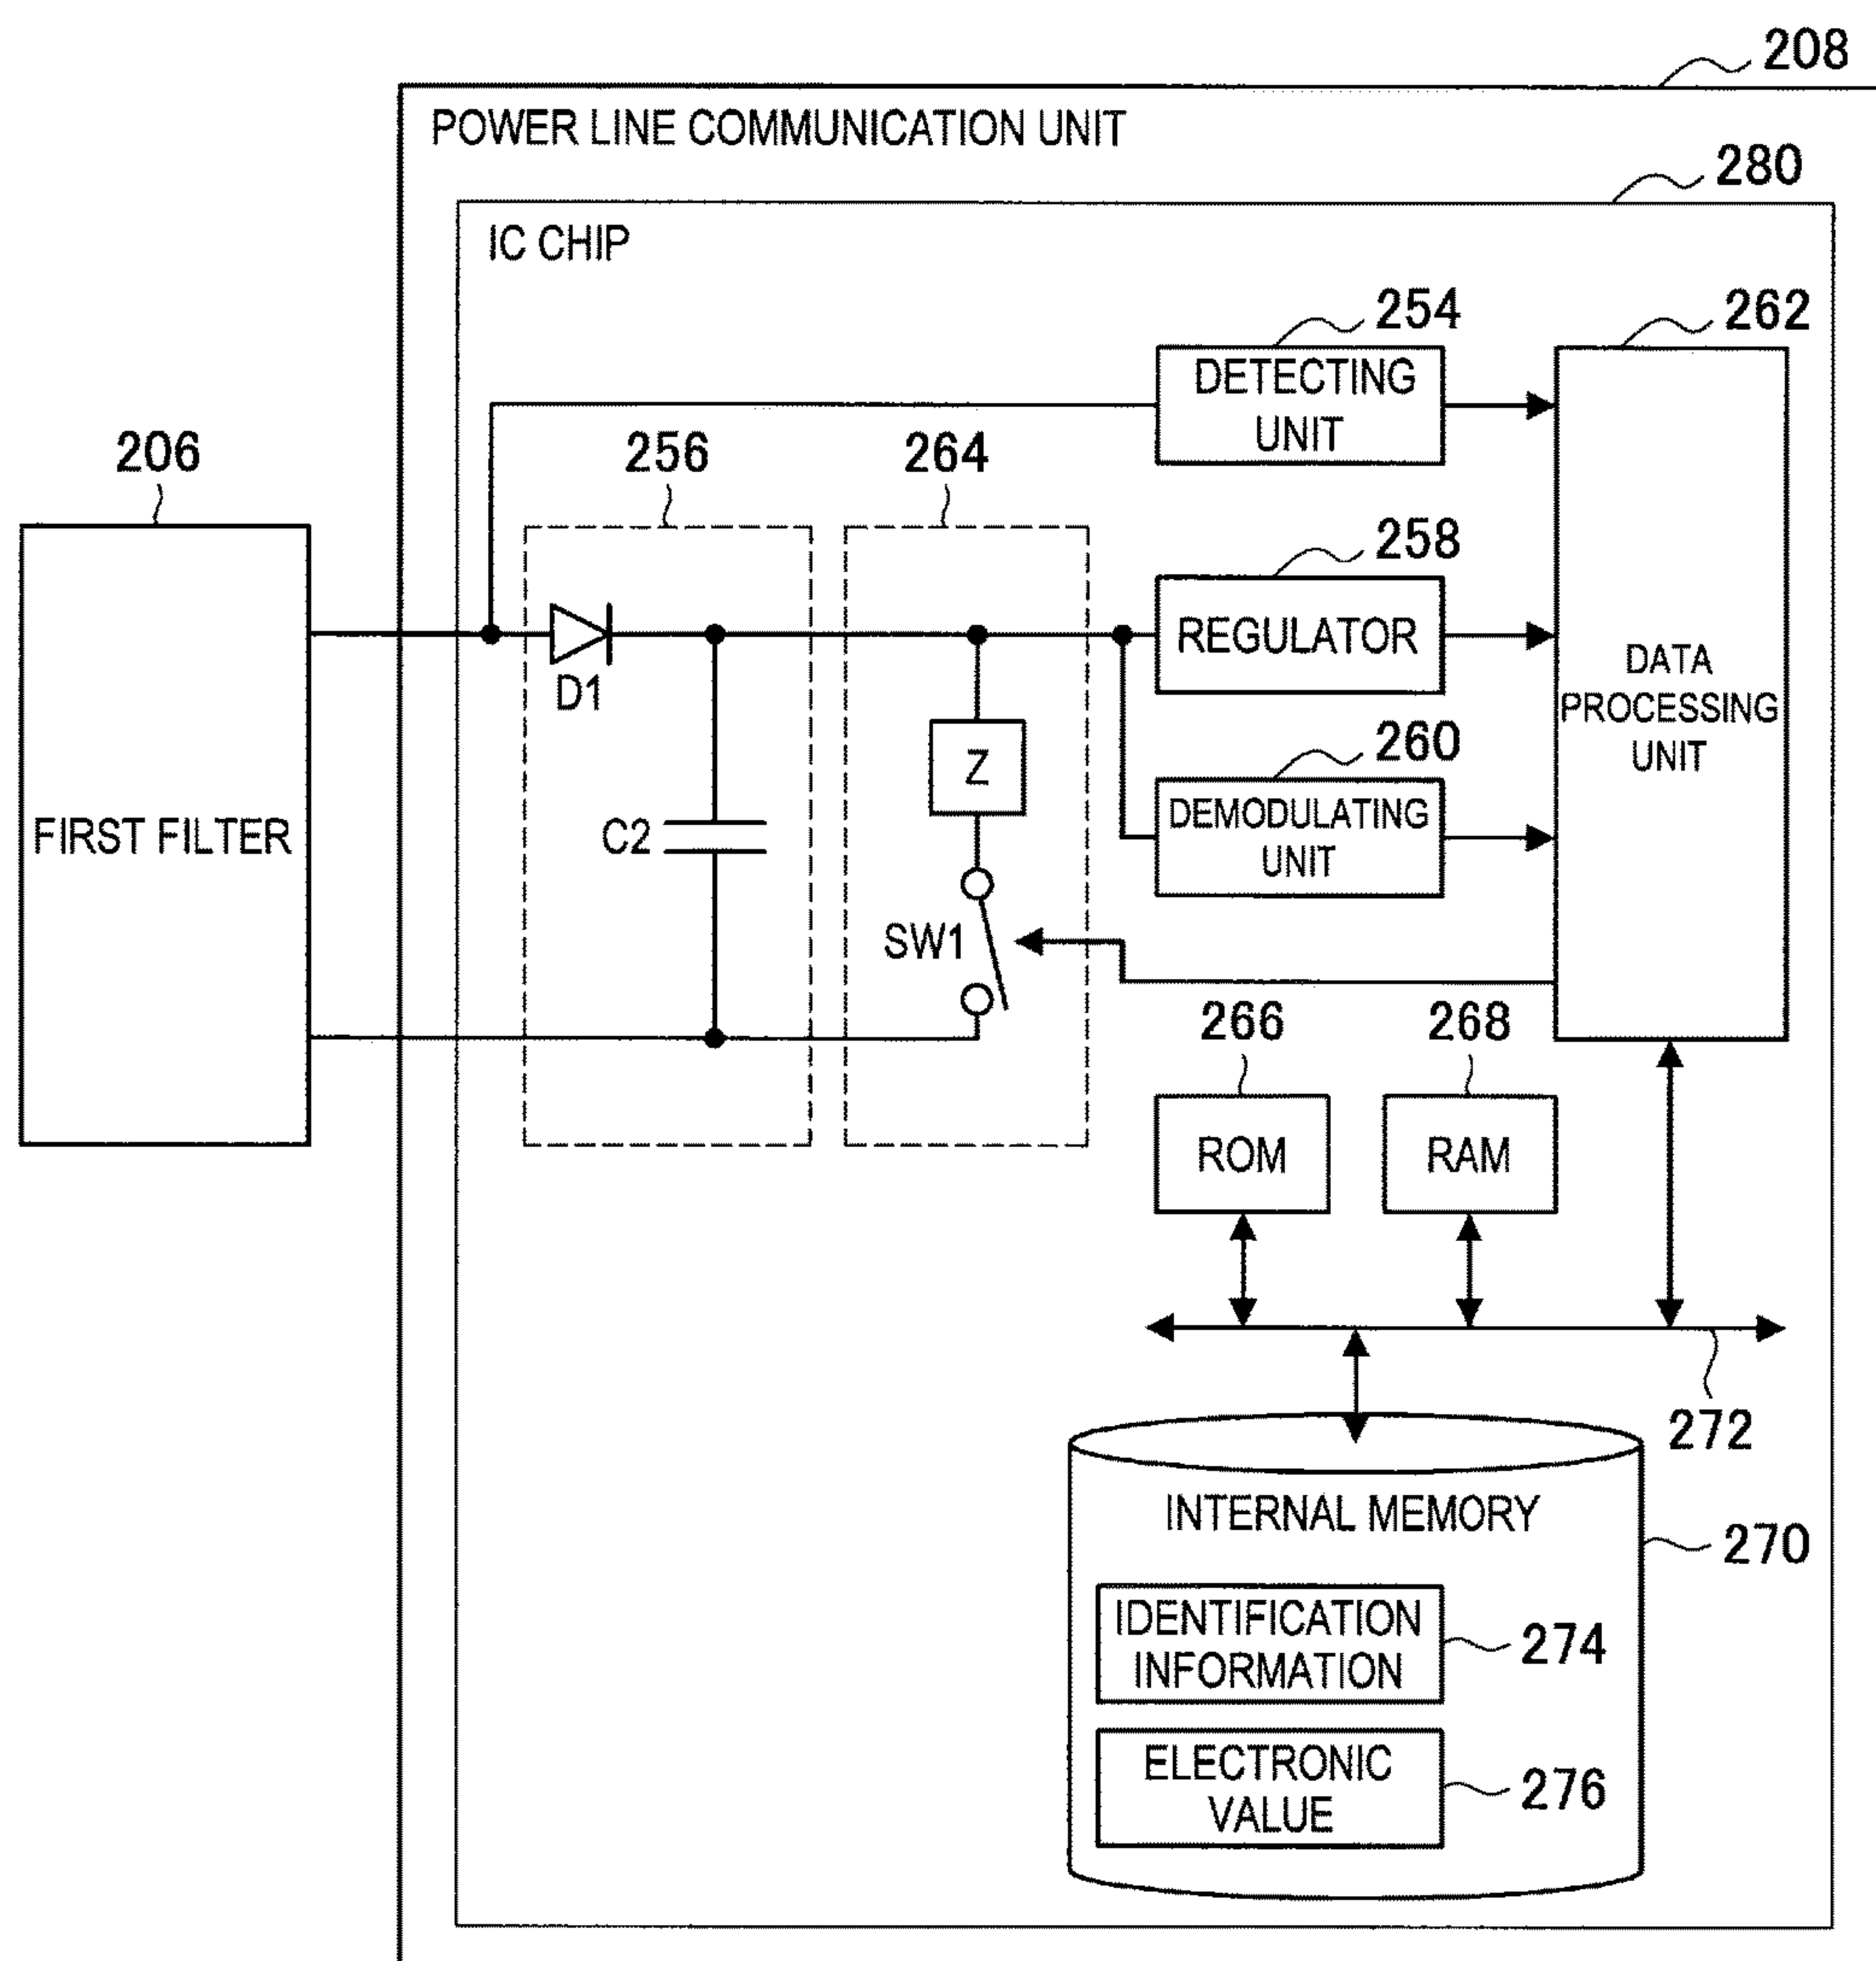 208
POWER LINE COMMUNICATION UNIT
280
IC CHIP
254
262
DETECTING
UNIT
206
256
264
258
REGULATOR
D1
DATA
PROCESSING
UNIT
260
Z
DEMODULATING
UNIT
FIRST FILTER
C2
SW1
266
268
ROM
RAM
272
INTERNAL MEMORY
270
IDENTIFICATION
INFORMATION
274
ELECTRONIC
VALUE
276